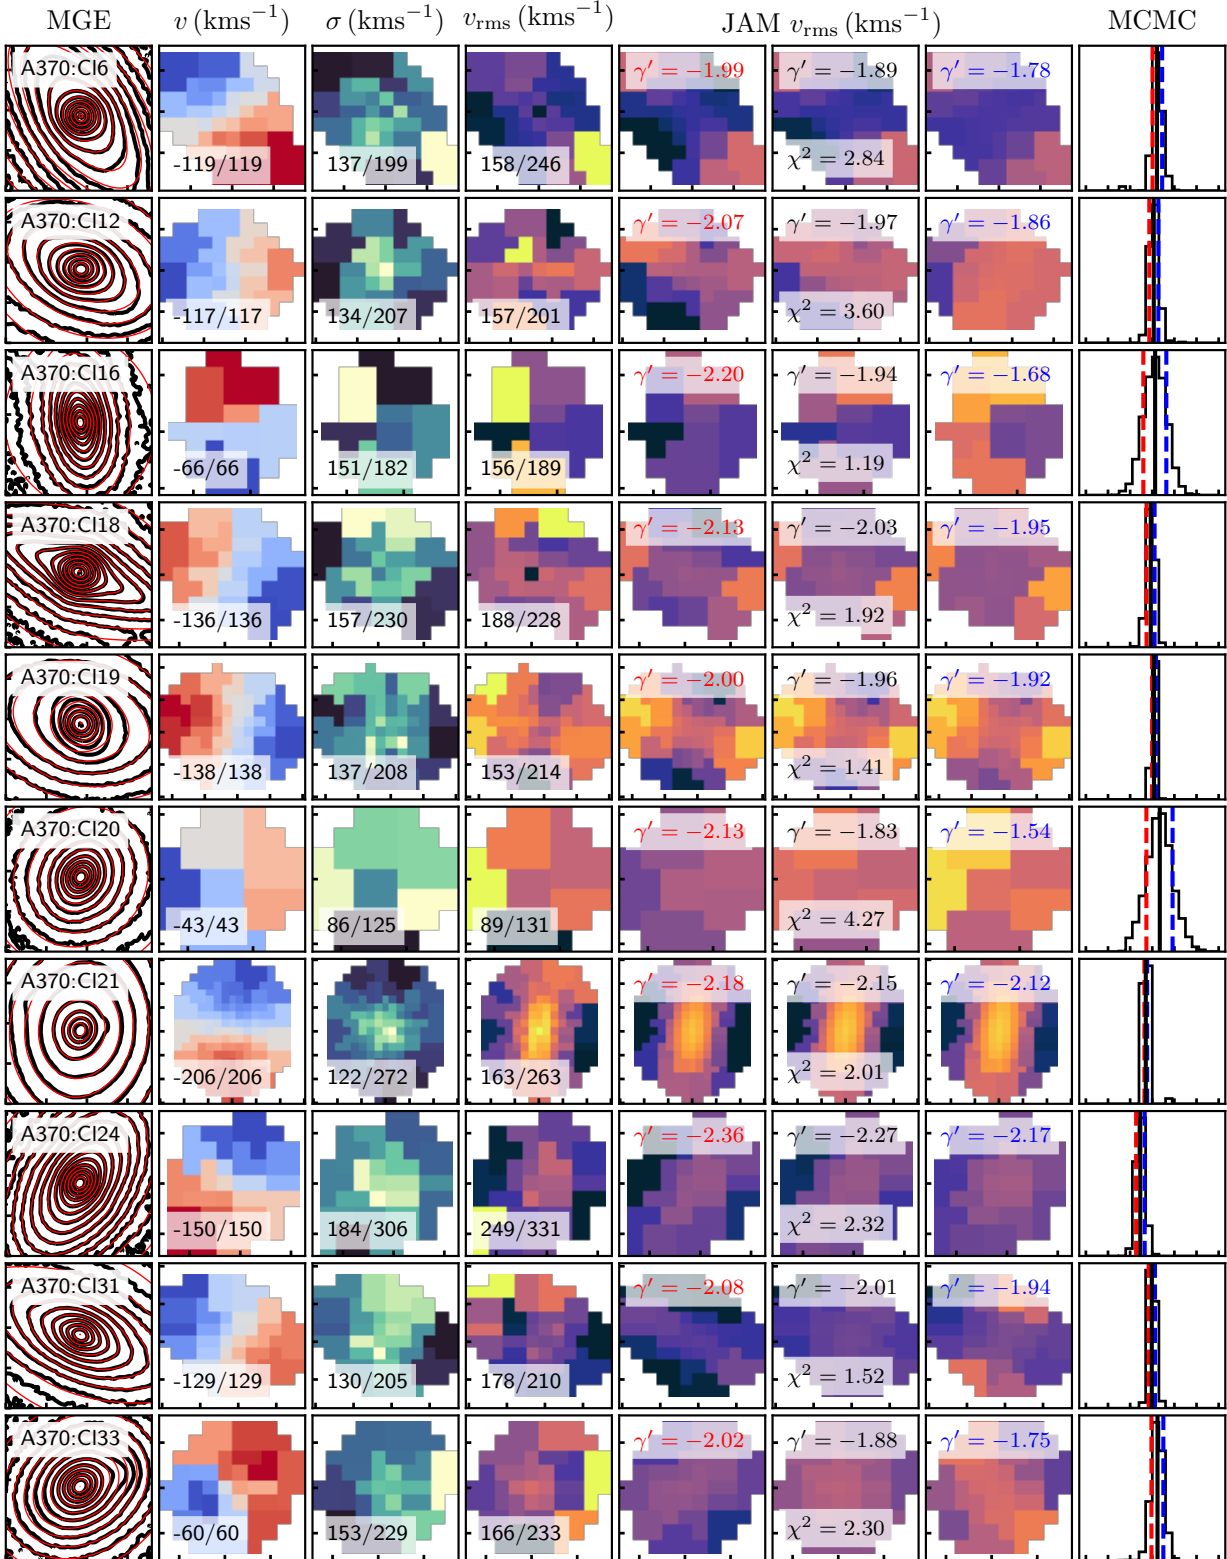 MGE v (kms⁻¹) σ (kms⁻¹) v_rms (kms⁻¹) JAM v_rms (kms⁻¹) MCMC
A370:Cl6 γ′ = −1.99 γ′ = −1.89 γ′ = −1.78
-119/119 137/199 158/246 χ² = 2.84
A370:Cl12 γ′ = −2.07 γ′ = −1.97 γ′ = −1.86
-117/117 134/207 157/201 χ² = 3.60
A370:Cl16 γ′ = −2.20 γ′ = −1.94 γ′ = −1.68
-66/66 151/182 156/189 χ² = 1.19
A370:Cl18 γ′ = −2.13 γ′ = −2.03 γ′ = −1.95
-136/136 157/230 188/228 χ² = 1.92
A370:Cl19 γ′ = −2.00 γ′ = −1.96 γ′ = −1.92
-138/138 137/208 153/214 χ² = 1.41
A370:Cl20 γ′ = −2.13 γ′ = −1.83 γ′ = −1.54
-43/43 86/125 89/131 χ² = 4.27
A370:Cl21 γ′ = −2.18 γ′ = −2.15 γ′ = −2.12
-206/206 122/272 163/263 χ² = 2.01
A370:Cl24 γ′ = −2.36 γ′ = −2.27 γ′ = −2.17
-150/150 184/306 249/331 χ² = 2.32
A370:Cl31 γ′ = −2.08 γ′ = −2.01 γ′ = −1.94
-129/129 130/205 178/210 χ² = 1.52
A370:Cl33 γ′ = −2.02 γ′ = −1.88 γ′ = −1.75
-60/60 153/229 166/233 χ² = 2.30